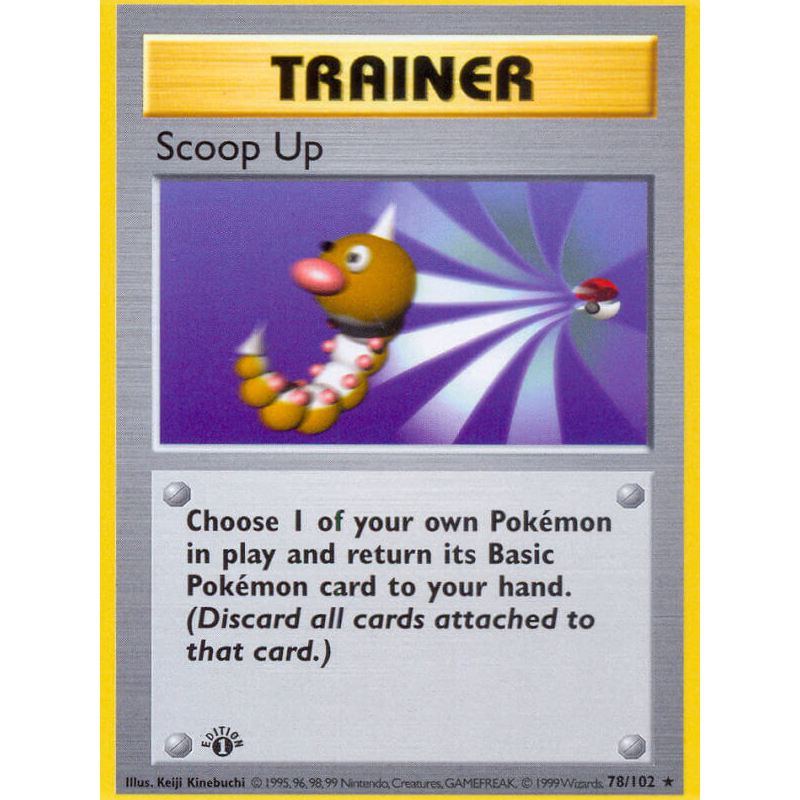 TRAINER
Scoop Up
Choose 1 of your own Pokémon
in play and return its Basic
Pokémon card to your hand.
(Discard all cards attached to
that card.)
EDITION
1
Illus. Keiji Kinebuchi © 1995, 96, 98, 99 Nintendo, Creatures, GAMEFREAK. © 1999 Wizards. 78/102 ★